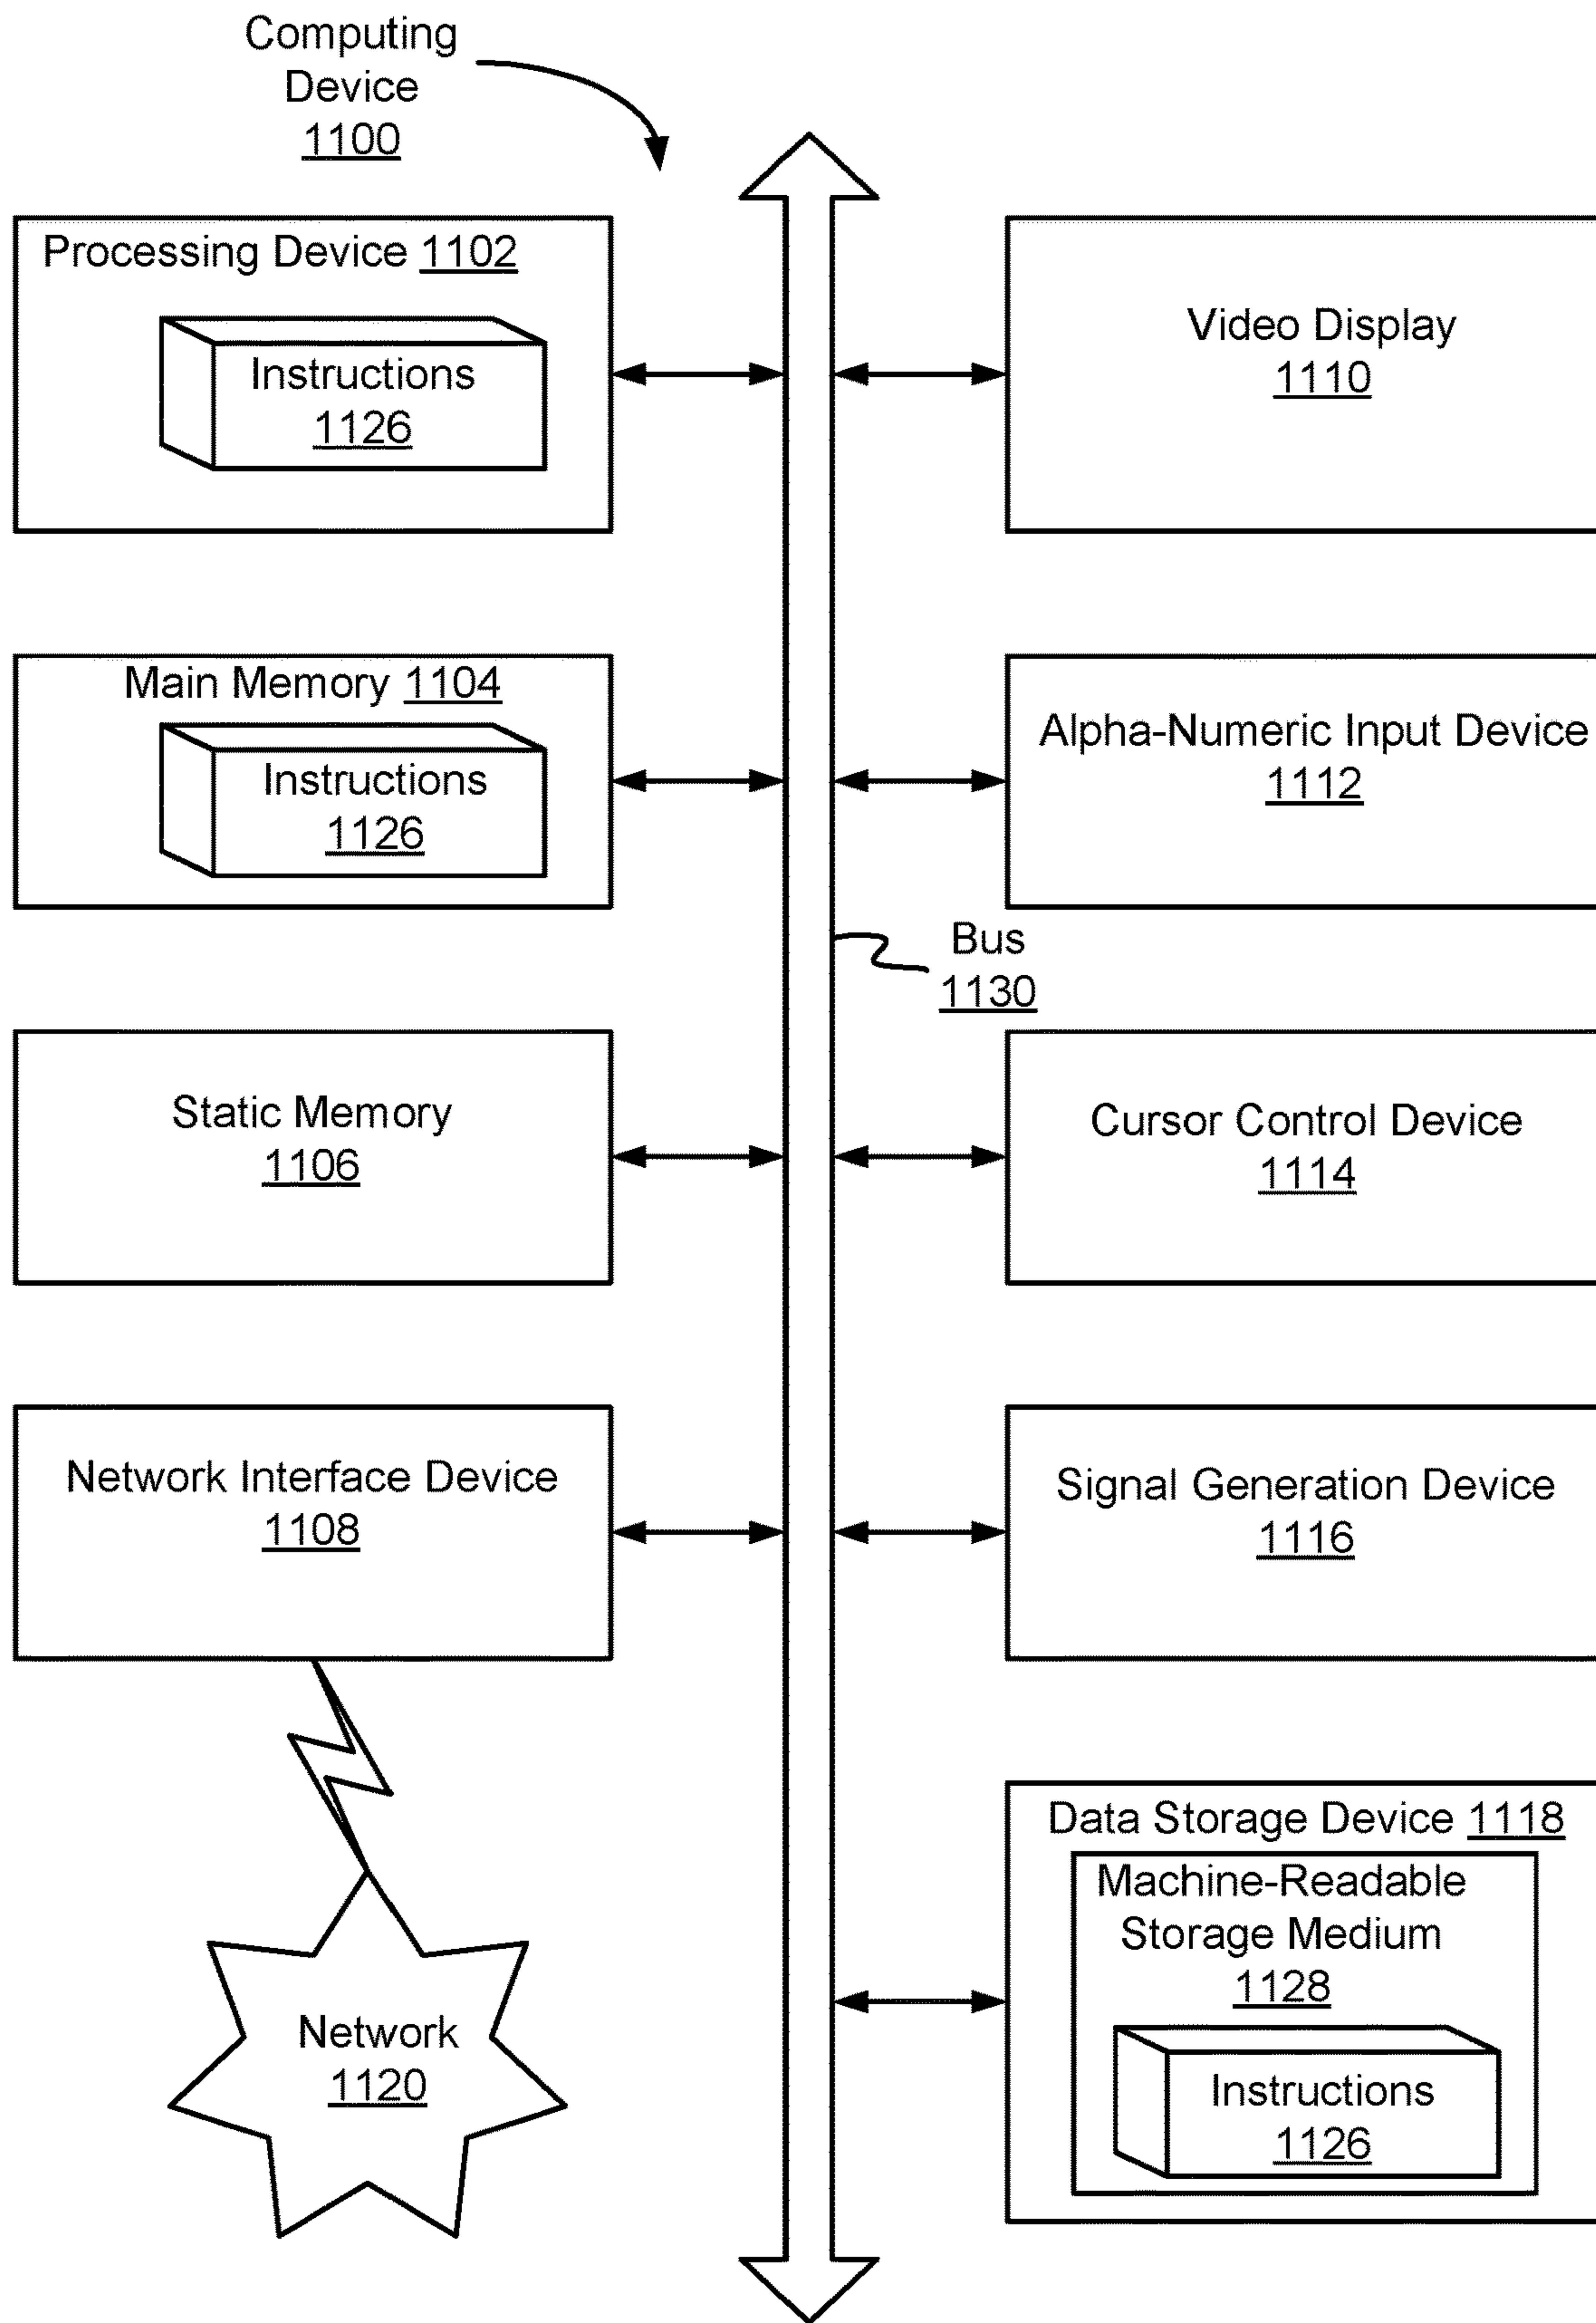 Computing
Device
1100
Processing Device 1102
Instructions
1126
Video Display
1110
Main Memory 1104
Instructions
1126
Alpha-Numeric Input Device
1112
Bus
1130
Static Memory
1106
Cursor Control Device
1114
Network Interface Device
1108
Signal Generation Device
1116
Data Storage Device 1118
Machine-Readable
Storage Medium
1128
Instructions
1126
Network
1120